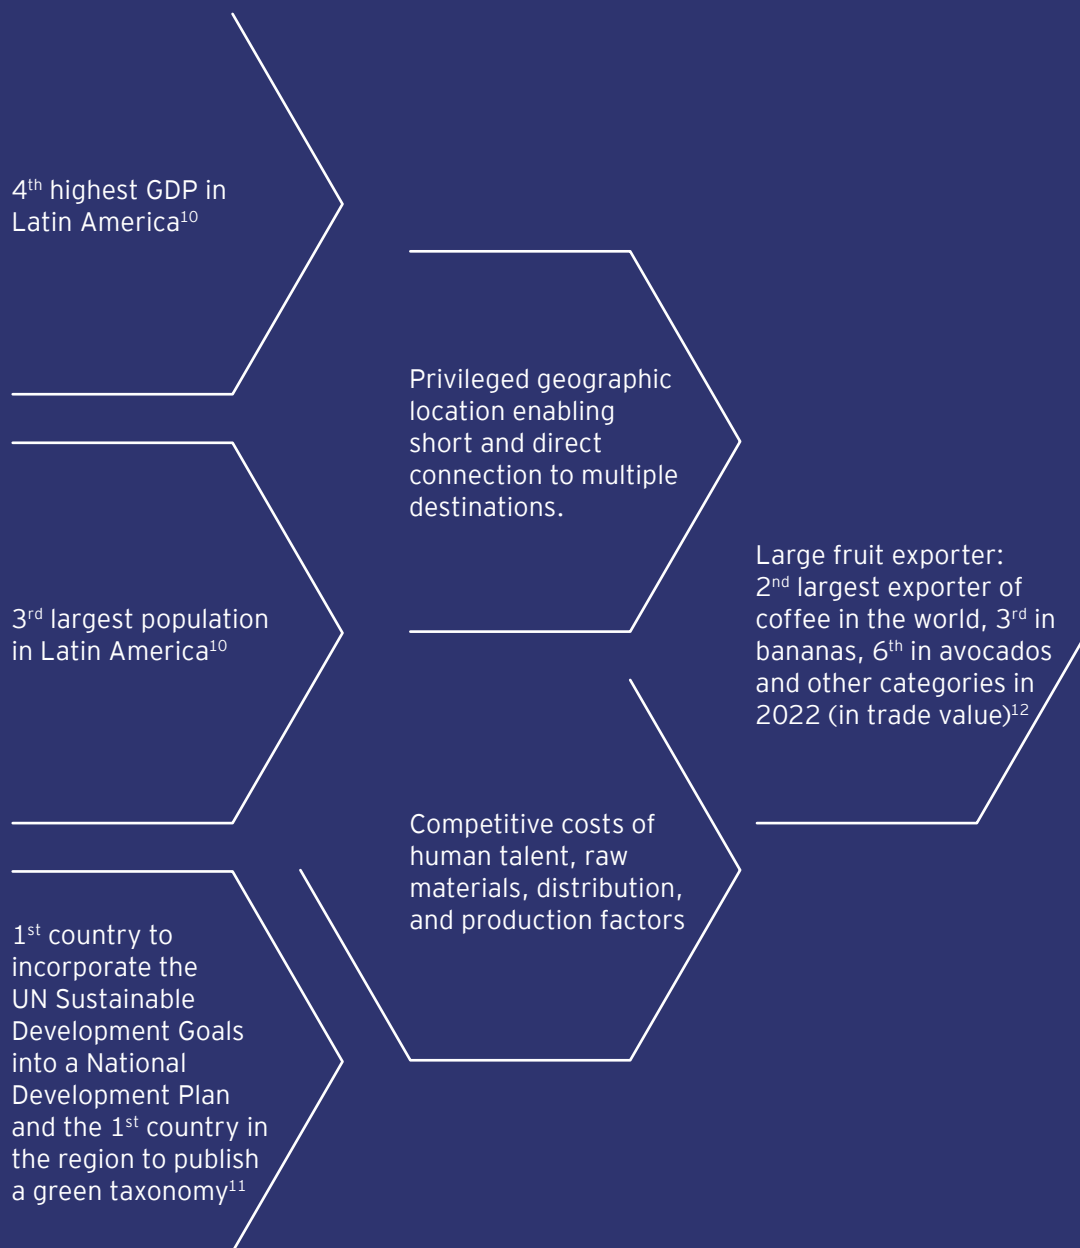 4th highest GDP in
Latin America10
3rd largest population
in Latin America10
1st country to
incorporate the
UN Sustainable
Development Goals
into a National
Development Plan
and the 1st country in
the region to publish
a green taxonomy11
Privileged geographic
location enabling
short and direct
connection to multiple
destinations.
Competitive costs of
human talent, raw
materials, distribution,
and production factors
Large fruit exporter:
2nd largest exporter of
coffee in the world, 3rd in
bananas, 6th in avocados
and other categories in
2022 (in trade value)12